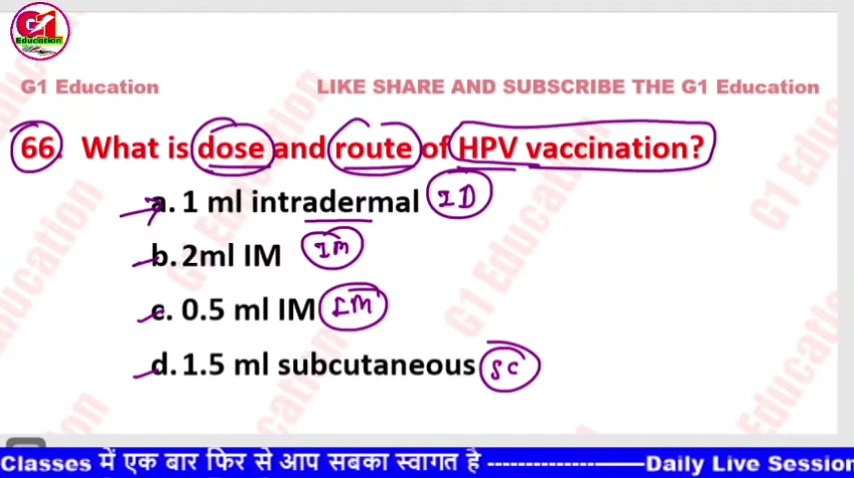 G1
Education
G1 Education LIKE SHARE AND SUBSCRIBE THE G1 Education
66. What is dose and route of HPV vaccination?
a. 1 ml intradermal ID
b. 2ml IM IM
c. 0.5 ml IM IM
d. 1.5 ml subcutaneous SC
Classes में एक बार फिर से आप सबका स्वागत है ---------------——Daily Live Session